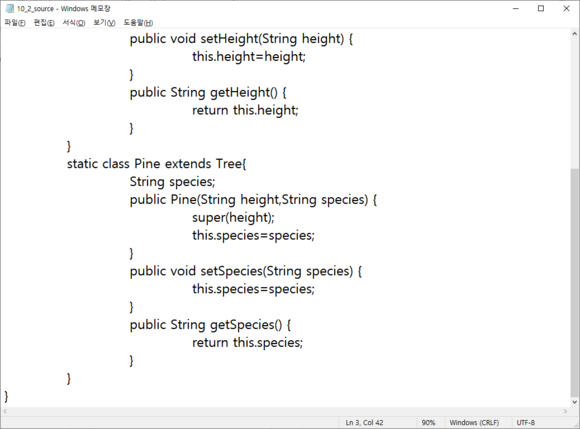 10_2_source - Windows 메모장
파일(F) 편집(E) 서식(O) 보기(V) 도움말(H)
public void setHeight(String height) {
this.height=height;
}
public String getHeight() {
return this.height;
}
}
static class Pine extends Tree{
String species;
public Pine(String height,String species) {
super(height);
this.species=species;
}
public void setSpecies(String species) {
this.species=species;
}
public String getSpecies() {
return this.species;
}
}
}
Ln 3, Col 42 90% Windows (CRLF) UTF-8